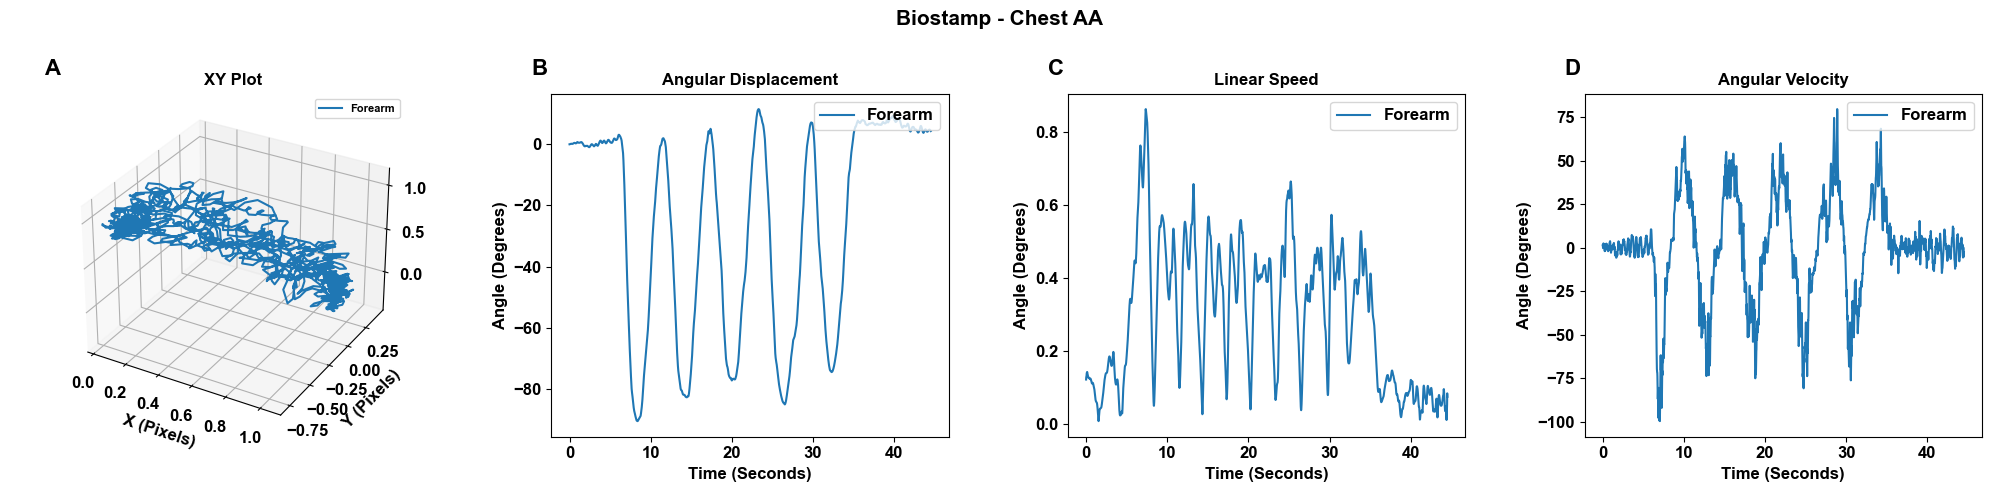 Biostamp - Chest AA
A
XY Plot
Forearm
1.0
0.5
0.0
0.25
0.00
−0.25
−0.50
−0.75
Y (Pixels)
0.0
0.2
0.4
0.6
0.8
1.0
X (Pixels)
B
Angular Displacement
Forearm
0
−20
−40
−60
−80
Angle (Degrees)
0 10 20 30 40
Time (Seconds)
C
Linear Speed
Forearm
0.8
0.6
0.4
0.2
0.0
Angle (Degrees)
0 10 20 30 40
Time (Seconds)
D
Angular Velocity
Forearm
75
50
25
0
−25
−50
−75
−100
Angle (Degrees)
0 10 20 30 40
Time (Seconds)